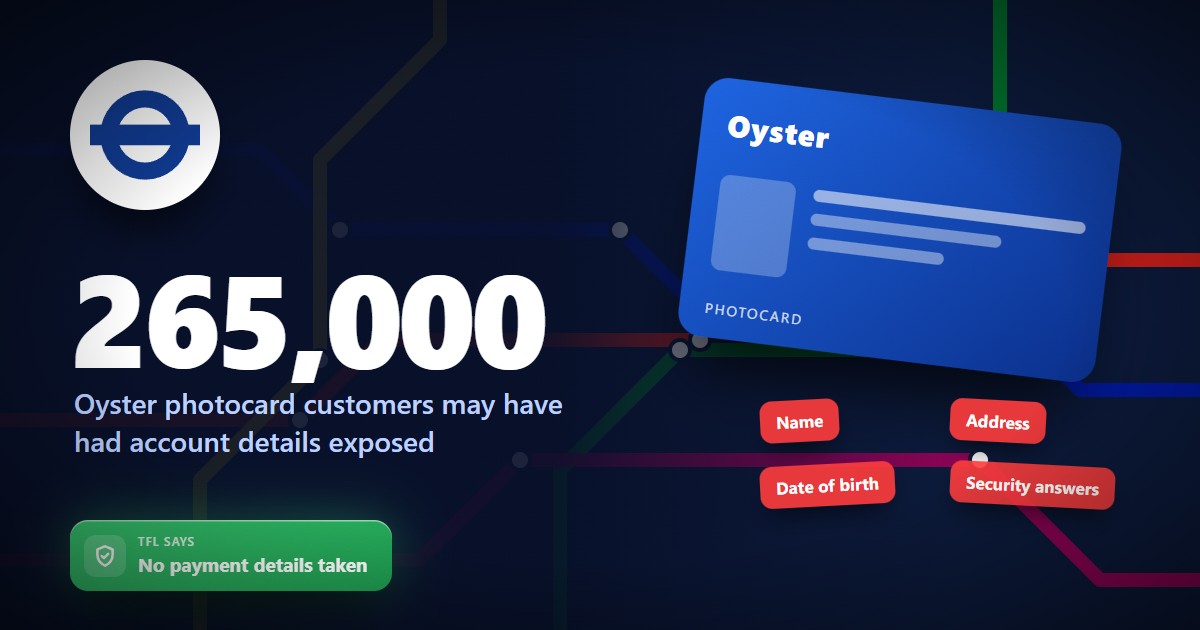 265,000
Oyster photocard customers may have
had account details exposed
TFL SAYS
No payment details taken
Oyster
PHOTOCARD
Name
Address
Date of birth
Security answers